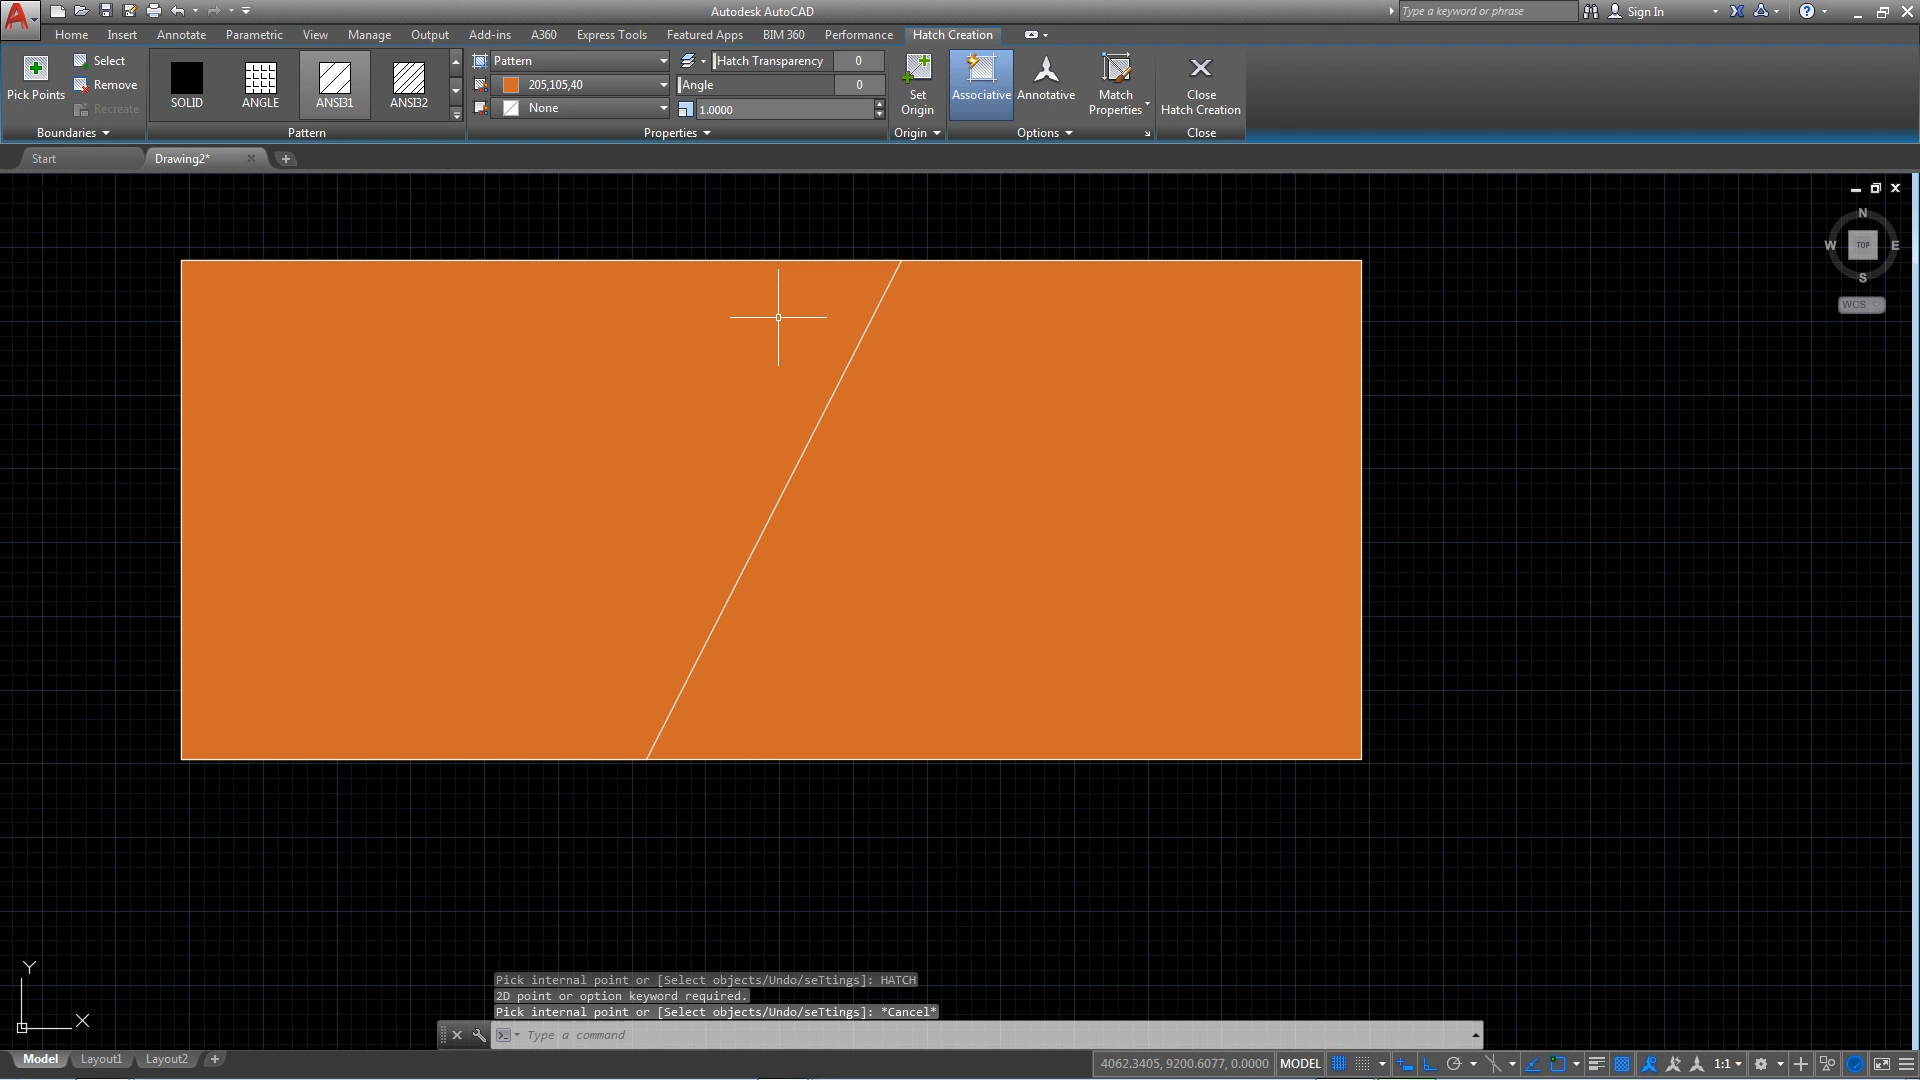 Autodesk AutoCAD
Type a keyword or phrase
Sign In
Home Insert Annotate Parametric View Manage Output Add-ins A360 Express Tools Featured Apps BIM 360 Performance Hatch Creation
Pick Points
Select
Remove
Recreate
Boundaries
SOLID
ANGLE
ANSI31
ANSI32
Pattern
Pattern
205,105,40
None
Hatch Transparency 0
Angle 0
1.0000
Properties
Set
Origin
Origin
Associative
Annotative
Match
Properties
Options
Close
Hatch Creation
Close
Start
Drawing2*
N
W
TOP
E
S
WCS
Y
X
Pick internal point or [Select objects/Undo/seTtings]: HATCH
2D point or option keyword required.
Pick internal point or [Select objects/Undo/seTtings]: *Cancel*
Type a command
Model Layout1 Layout2
4062.3405, 9200.6077, 0.0000 MODEL 1:1